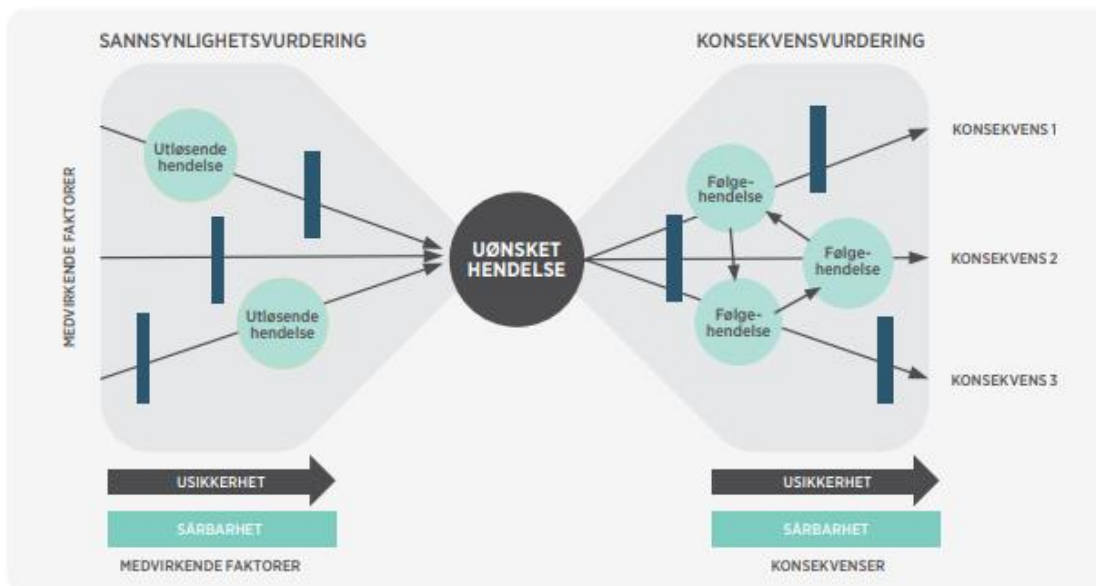 SANNSYNLIGHETSVURDERING
KONSEKVENSVURDERING
MEDVIRKENDE FAKTORER
Utløsende
hendelse
Utløsende
hendelse
UØNSKET
HENDELSE
Følge-
hendelse
Følge-
hendelse
Følge-
hendelse
KONSEKVENS 1
KONSEKVENS 2
KONSEKVENS 3
USIKKERHET
SÅRBARHET
MEDVIRKENDE FAKTORER
USIKKERHET
SÅRBARHET
KONSEKVENSER